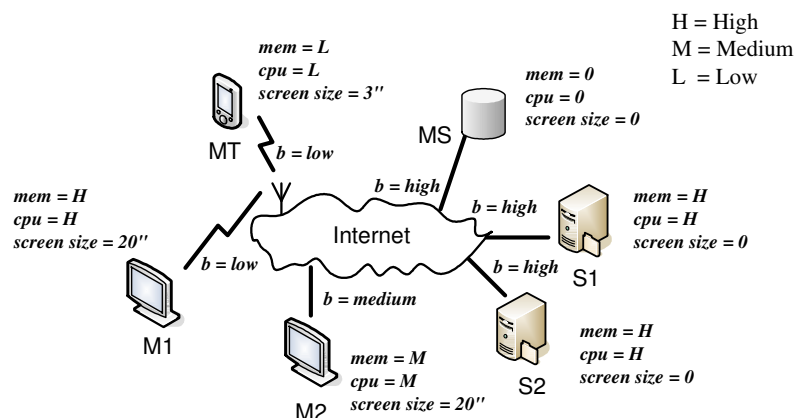 H = High
M = Medium
L = Low
mem = L
cpu = L
screen size = 3"
MT
b = low
mem = 0
cpu = 0
screen size = 0
MS
b = high
mem = H
cpu = H
screen size = 20"
b = low
M1
Internet
b = high
mem = H
cpu = H
screen size = 0
S1
b = high
b = medium
M2
mem = M
cpu = M
screen size = 20"
S2
mem = H
cpu = H
screen size = 0